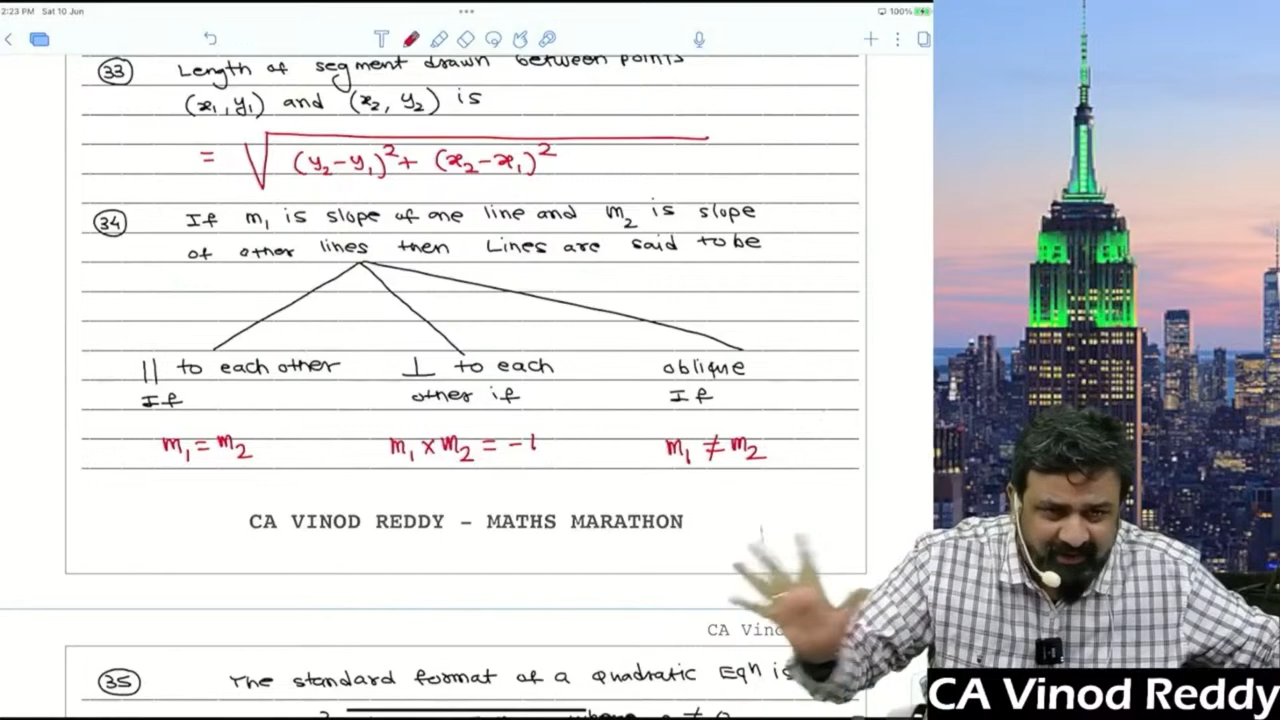 2:23 PM Sat 10 Jun
100%
T
33 Length of segment drawn between points
(x₁, y₁) and (x₂, y₂) is
= √(y₂-y₁)² + (x₂-x₁)²
34 If m₁ is slope of one line and m₂ is slope
of other lines then Lines are said to be
|| to each other ⊥ to each oblique
If other if If
m₁ = m₂ m₁ × m₂ = -1 m₁ ≠ m₂
CA VINOD REDDY - MATHS MARATHON
CA Vino
35 The standard format of a Quadratic Eqn is
CA Vinod Reddy